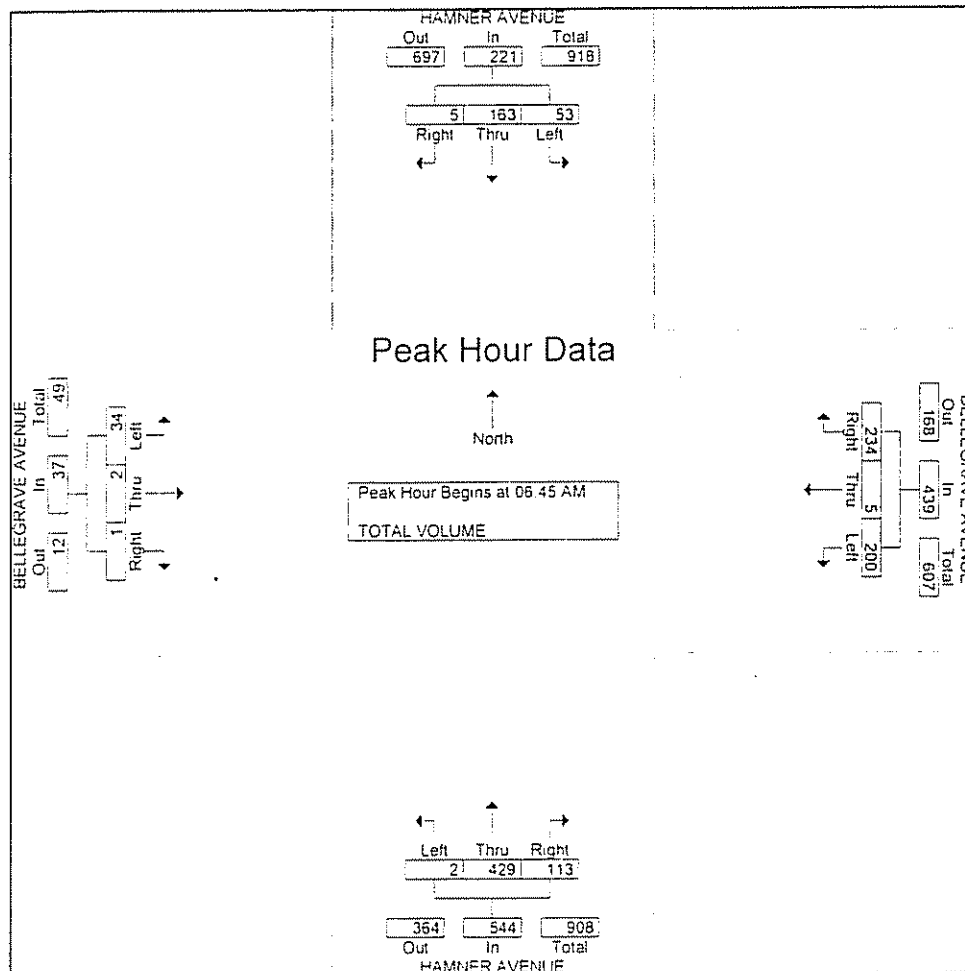 HAMNER AVENUE
Out In Total
697 221 918
5 163 53
Right Thru Left
Peak Hour Data
North
Peak Hour Begins at 06:45 AM
TOTAL VOLUME
BELLEGRAVE AVENUE
Total In Out
49 37 12
34 2 1
Left Thru Right
Right Thru Left
234 5 200
168 439 607
Out In Total
BELLEGRAVE AVENUE
Left Thru Right
2 429 113
364 544 908
Out In Total
HAMNER AVENUE